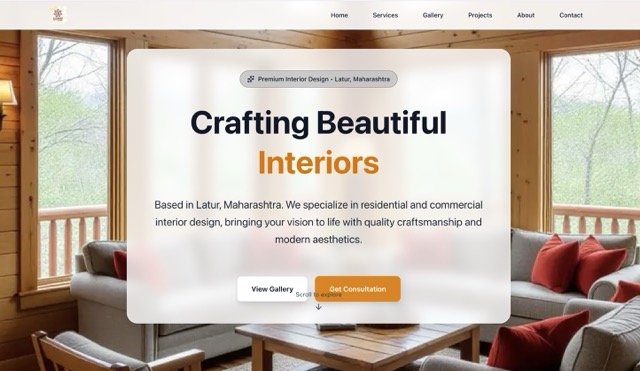 Home Services Gallery Projects About Contact
Premium Interior Design • Latur, Maharashtra
Crafting Beautiful
Interiors
Based in Latur, Maharashtra. We specialize in residential and commercial
interior design, bringing your vision to life with quality craftsmanship and
modern aesthetics.
View Gallery Get Consultation
Scroll to explore